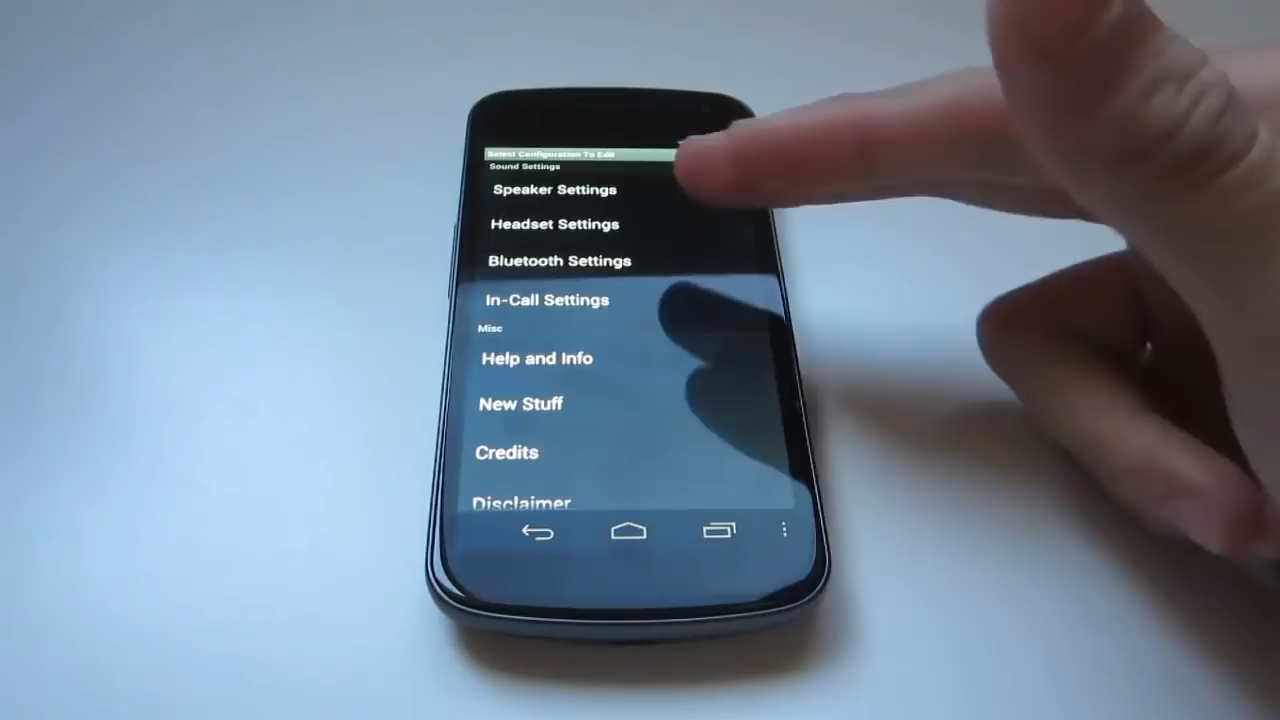 Select Configuration To Edit
Sound Settings
Speaker Settings
Headset Settings
Bluetooth Settings
In-Call Settings
Misc
Help and Info
New Stuff
Credits
Disclaimer